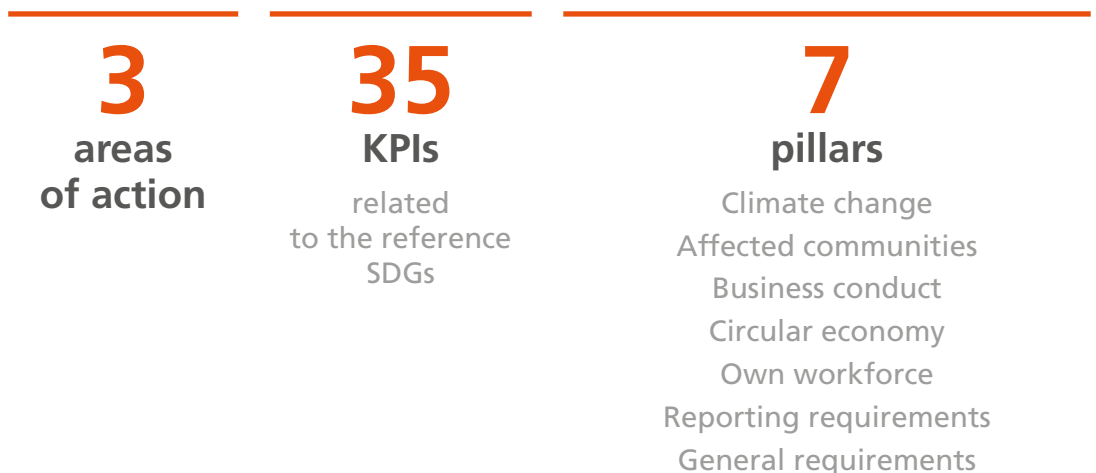 3
areas
of action
35
KPIs
related
to the reference
SDGs
7
pillars
Climate change
Affected communities
Business conduct
Circular economy
Own workforce
Reporting requirements
General requirements